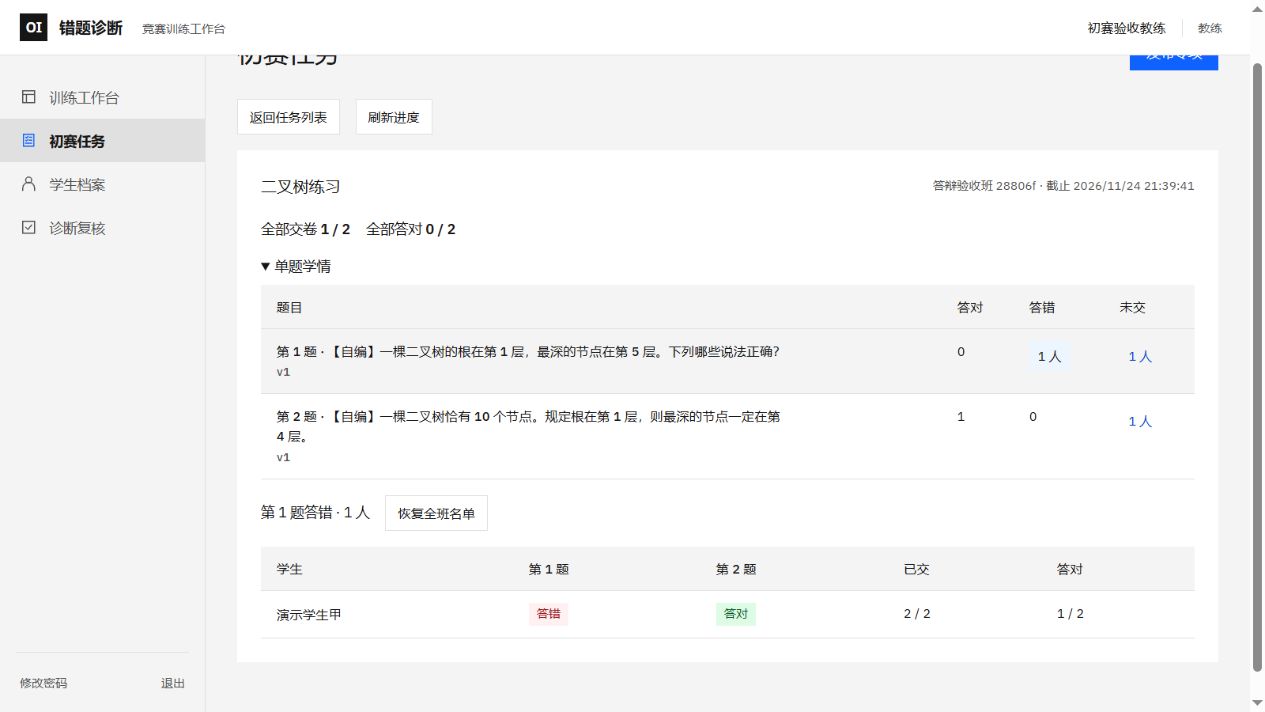 OI 错题诊断 竞赛训练工作台 初赛验收教练 教练
初赛任务 发布专项
训练工作台
初赛任务
学生档案
诊断复核
修改密码 退出
返回任务列表 刷新进度
二叉树练习 答辩验收班 28806f · 截止 2026/11/24 21:39:41
全部交卷 1 / 2 全部答对 0 / 2
▼ 单题学情
题目 答对 答错 未交
第 1 题 · 【自编】一棵二叉树的根在第 1 层，最深的节点在第 5 层。下列哪些说法正确? 0 1 人 1 人
v1
第 2 题 · 【自编】一棵二叉树恰有 10 个节点。规定根在第 1 层，则最深的节点一定在第 1 0 1 人
4 层。
v1
第 1 题答错 · 1 人 恢复全班名单
学生 第 1 题 第 2 题 已交 答对
演示学生甲 答错 答对 2 / 2 1 / 2